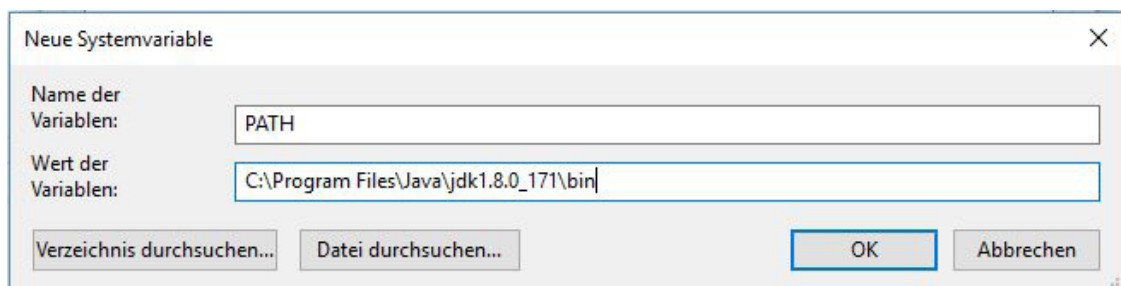 Neue Systemvariable
Name der
Variablen:
PATH
Wert der
Variablen:
C:\Program Files\Java\jdk1.8.0_171\bin
Verzeichnis durchsuchen... Datei durchsuchen... OK Abbrechen